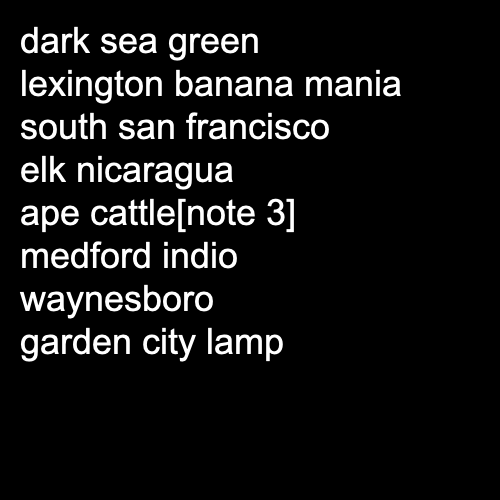 dark sea green
lexington banana mania
south san francisco
elk nicaragua
ape cattle[note 3]
medford indio
waynesboro
garden city lamp